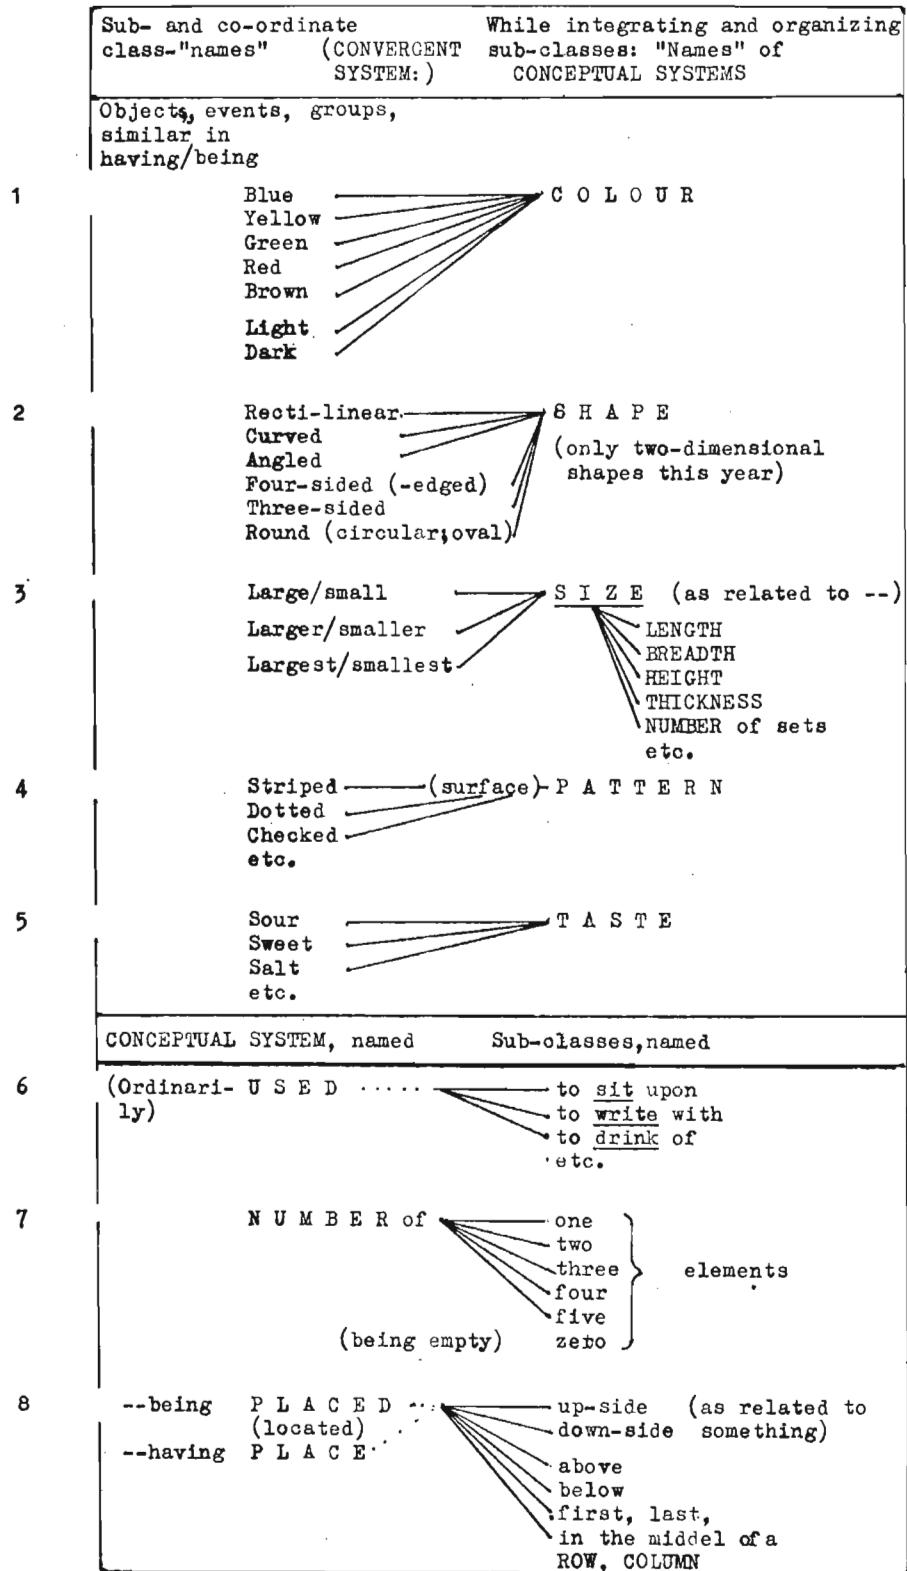 Sub- and co-ordinate While integrating and organizing
class-"names" (CONVERGENT sub-classes: "Names" of
SYSTEM:) CONCEPTUAL SYSTEMS
Objects, events, groups,
similar in
having/being
1 Blue C O L O U R
Yellow
Green
Red
Brown
Light
Dark
2 Recti-linear S H A P E
Curved (only two-dimensional
Angled shapes this year)
Four-sided (-edged)
Three-sided
Round (circular;oval)
3 Large/small S I Z E (as related to --)
Larger/smaller LENGTH
Largest/smallest BREADTH
HEIGHT
THICKNESS
NUMBER of sets
etc.
4 Striped (surface) P A T T E R N
Dotted
Checked
etc.
5 Sour T A S T E
Sweet
Salt
etc.
CONCEPTUAL SYSTEM, named Sub-classes,named
6 (Ordinari- U S E D ..... to sit upon
ly) to write with
to drink of
etc.
7 N U M B E R of one
two
three elements
four
five
(being empty) zero
8 --being P L A C E D ... up-side (as related to
(located) down-side something)
--having P L A C E
above
below
first, last,
in the middel of a
ROW, COLUMN